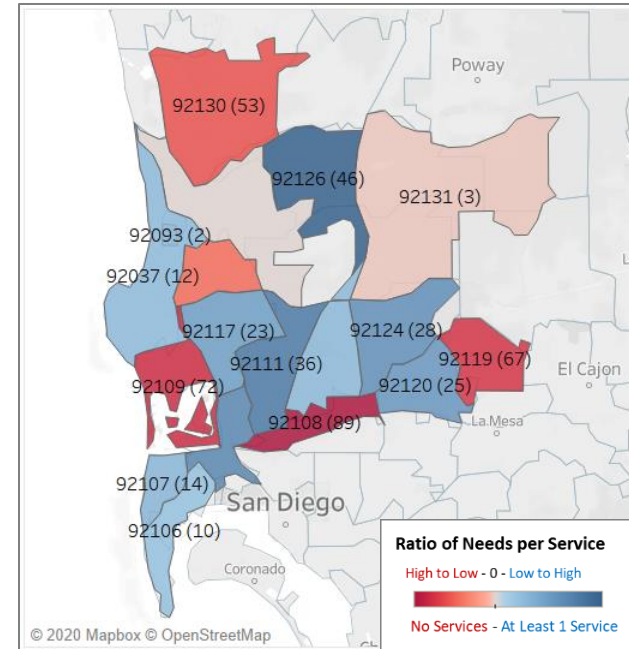 Poway
92130 (53)
92126 (46)
92131 (3)
92093 (2)
92037 (12)
92117 (23)
92124 (28)
92111 (36)
92119 (67)
92109 (72)
92120 (25)
El Cajon
92108 (89)
La Mesa
92107 (14)
San Diego
92106 (10)
Coronado
Ratio of Needs per Service
High to Low - 0 - Low to High
No Services - At Least 1 Service
© 2020 Mapbox © OpenStreetMap